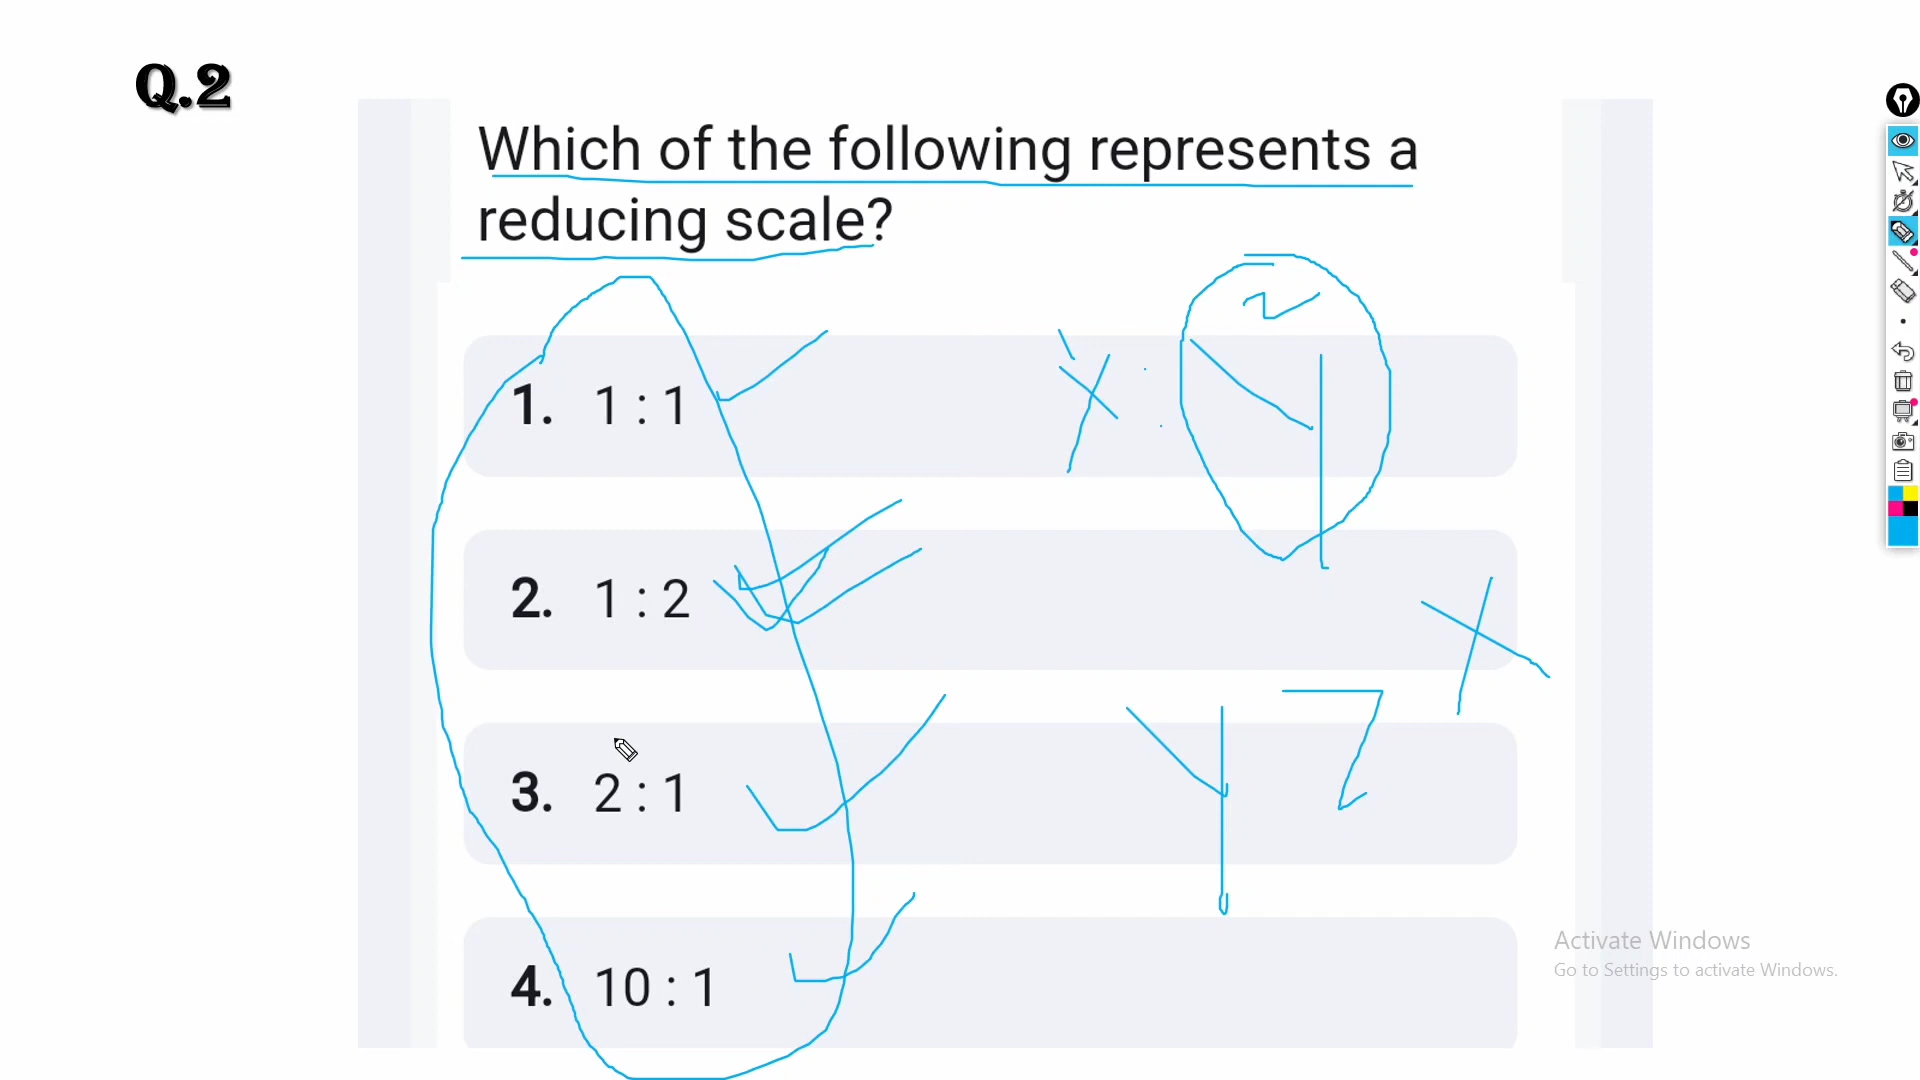 Q.2
Which of the following represents a
reducing scale?
1. 1 : 1
x : y
2. 1 : 2
3. 2 : 1
y 7 x
4. 10 : 1
Activate Windows
Go to Settings to activate Windows.